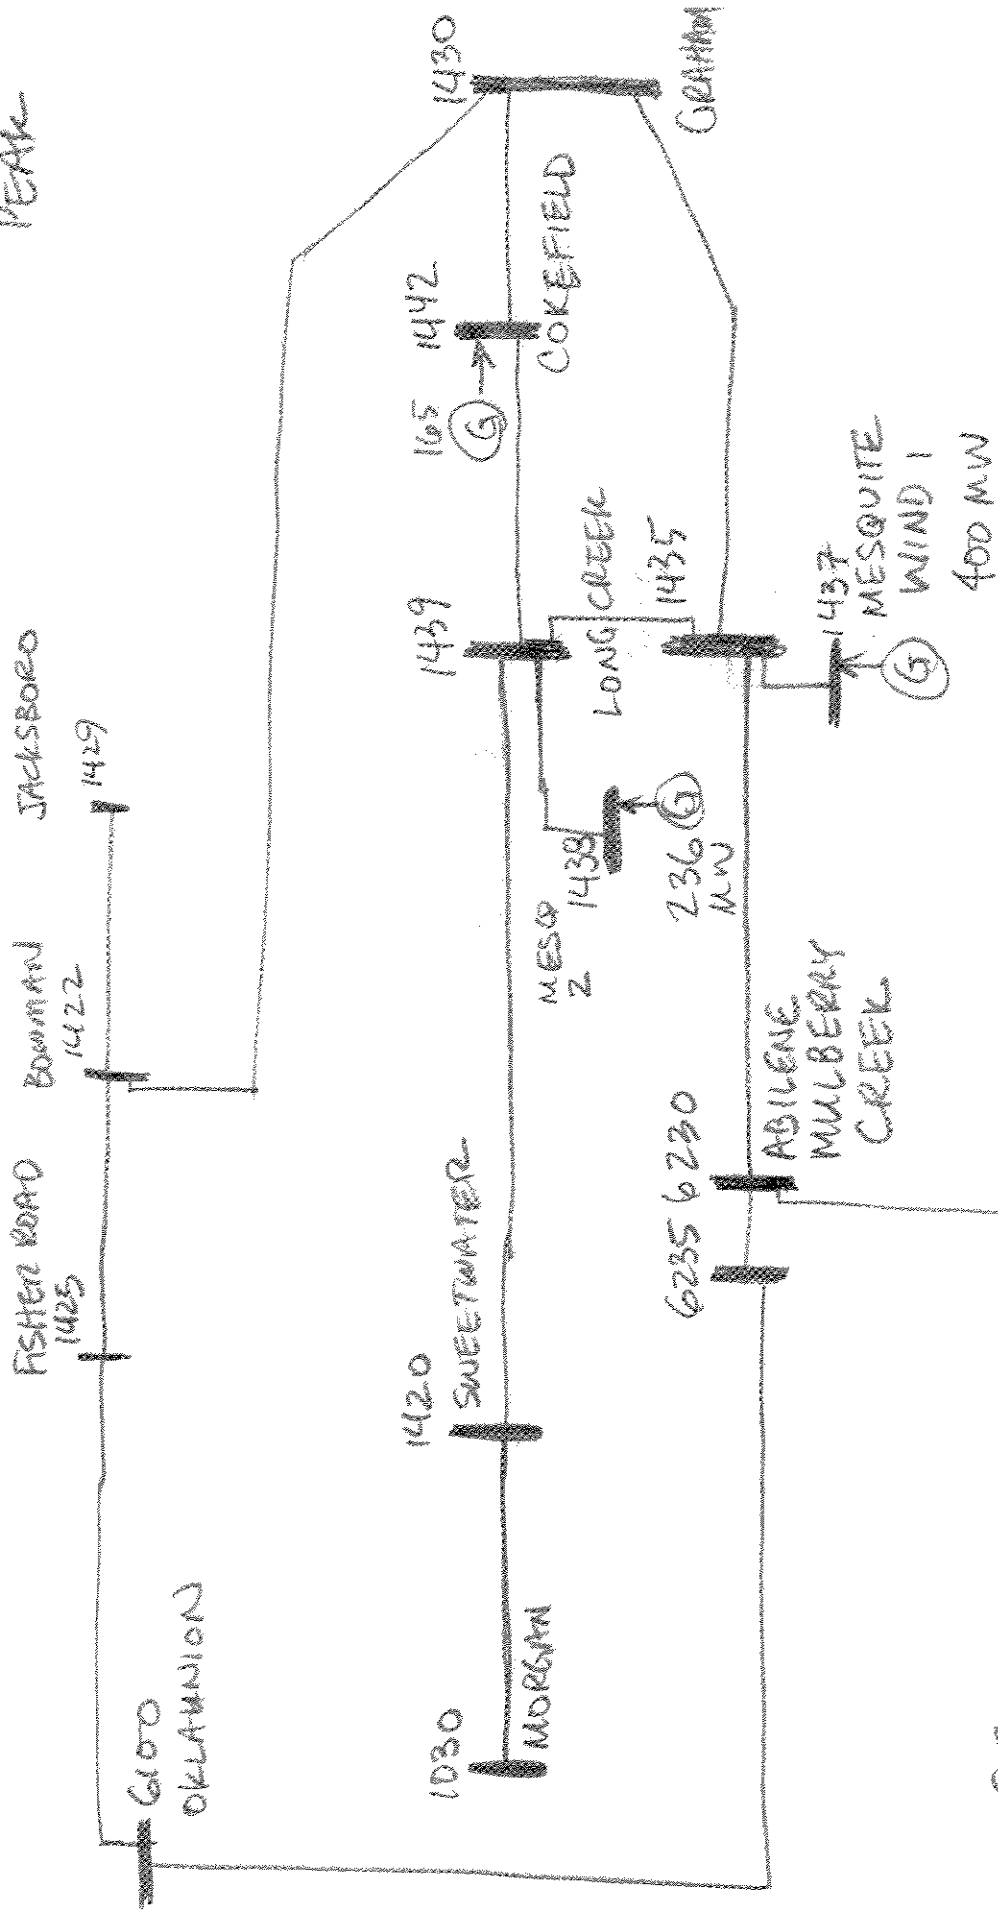 PEAK
JACKSBORO
1429
BOWMAN
1422
FISHER ROAD
1425
6100
OKLAUNION
1430
GRAHAM
165
1442
COKEFIELD
1439
LONG CREEK
1435
1420
SWEETWATER
1030
MORGAN
MESQ
2
1438
G
236
MW
G
1437
MESQUITE
WIND 1
400 MW
G
6235 6230
ABILENE
MULBERRY
CREEK